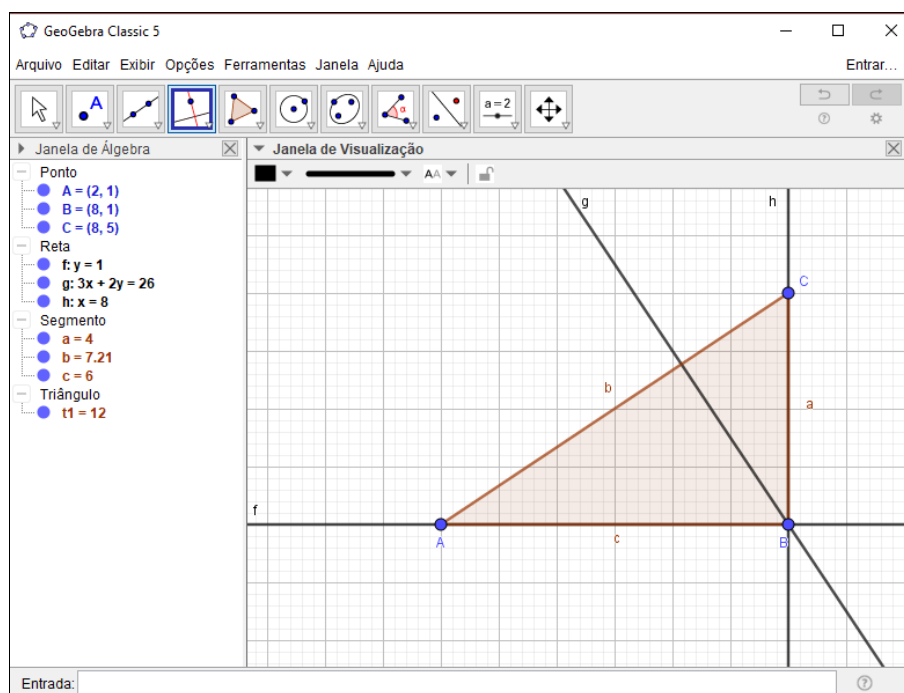 GeoGebra Classic 5
Arquivo Editar Exibir Opções Ferramentas Janela Ajuda Entrar...
A α a=2
Janela de Álgebra
Ponto
A = (2, 1)
B = (8, 1)
C = (8, 5)
Reta
f: y = 1
g: 3x + 2y = 26
h: x = 8
Segmento
a = 4
b = 7.21
c = 6
Triângulo
t1 = 12
Janela de Visualização
AA
g
h
C
b
a
f
A
c
B
Entrada: